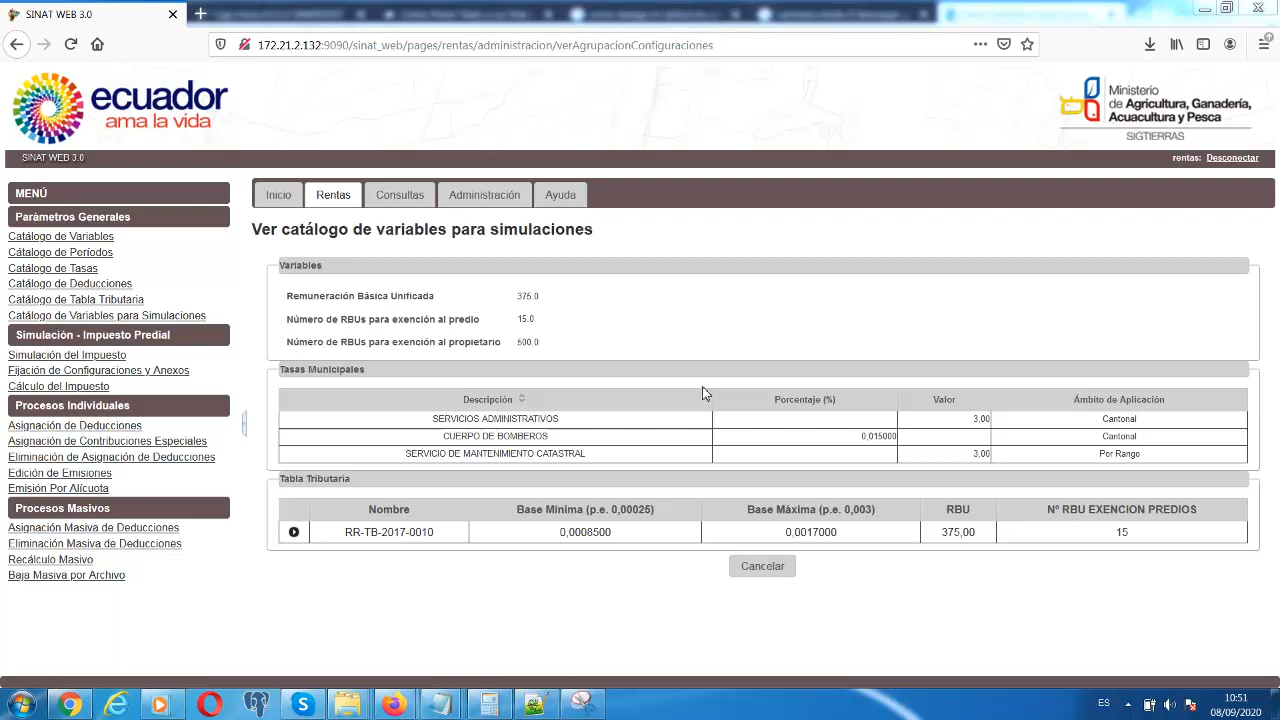 SINAT WEB 3.0
172.21.2.132:9090/sinat_web/pages/rentas/administracion/verAgrupacionConfiguraciones
ecuador
ama la vida
Ministerio
de Agricultura, Ganadería,
Acuacultura y Pesca
SIGTIERRAS
SINAT WEB 3.0
rentas: Desconectar
MENÚ
Parámetros Generales
Catálogo de Variables
Cátalogo de Períodos
Catálogo de Tasas
Catálogo de Deducciones
Catálogo de Tabla Tributaria
Catálogo de Variables para Simulaciones
Simulación - Impuesto Predial
Simulación del Impuesto
Fijación de Configuraciones y Anexos
Cálculo del Impuesto
Procesos Individuales
Asignación de Deducciones
Asignación de Contribuciones Especiales
Eliminación de Asignación de Deducciones
Edición de Emisiones
Emisión Por Alícuota
Procesos Masivos
Asignación Masiva de Deducciones
Eliminación Masiva de Deducciones
Recálculo Masivo
Baja Masiva por Archivo
Inicio Rentas Consultas Administración Ayuda
Ver catálogo de variables para simulaciones
Variables
Remuneración Básica Unificada 375.0
Número de RBUs para exención al predio 15.0
Número de RBUs para exención al propietario 500.0
Tasas Municipales
Descripción Porcentaje (%) Valor Ámbito de Aplicación
SERVICIOS ADMINISTRATIVOS 3,00 Cantonal
CUERPO DE BOMBEROS 0,015000 Cantonal
SERVICIO DE MANTENIMIENTO CATASTRAL 3,00 Por Rango
Tabla Tributaria
Nombre Base Mínima (p.e. 0,00025) Base Máxima (p.e. 0,003) RBU Nº RBU EXENCION PREDIOS
RR-TB-2017-0010 0,0008500 0,0017000 375,00 15
Cancelar
ES
10:51
08/09/2020